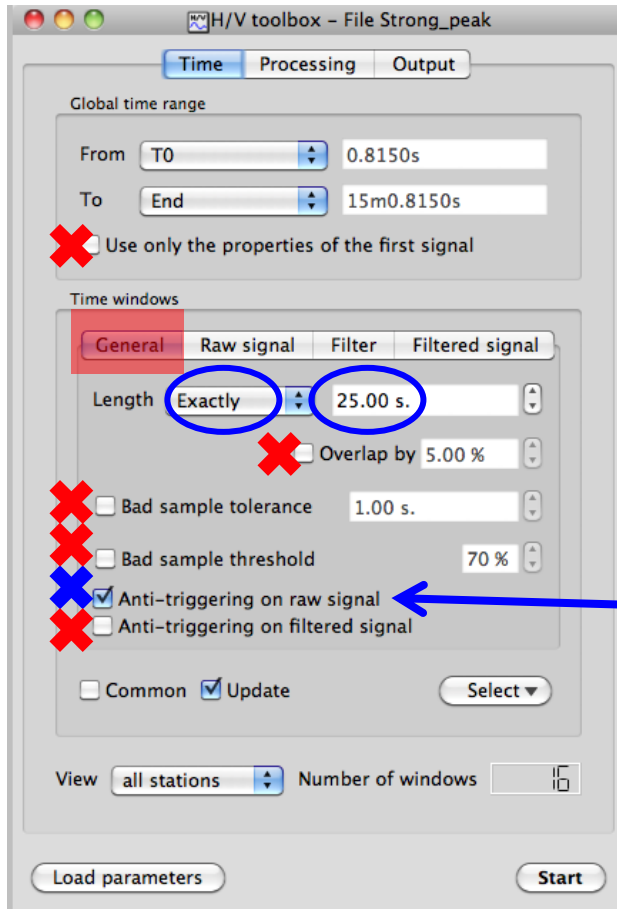 H/V toolbox – File Strong_peak
Time Processing Output
Global time range
From T0 0.8150s
To End 15m0.8150s
Use only the properties of the first signal
Time windows
General Raw signal Filter Filtered signal
Length Exactly 25.00 s.
Overlap by 5.00 %
Bad sample tolerance 1.00 s.
Bad sample threshold 70 %
Anti-triggering on raw signal
Anti-triggering on filtered signal
Common Update Select
View all stations Number of windows 16
Load parameters Start